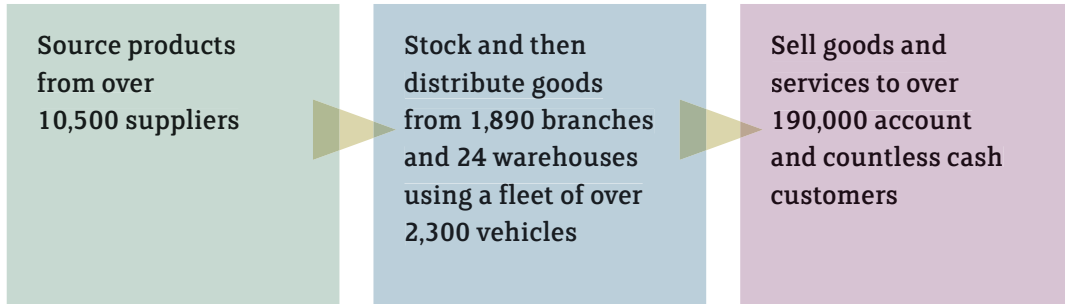 Source products
from over
10,500 suppliers
Stock and then
distribute goods
from 1,890 branches
and 24 warehouses
using a fleet of over
2,300 vehicles
Sell goods and
services to over
190,000 account
and countless cash
customers